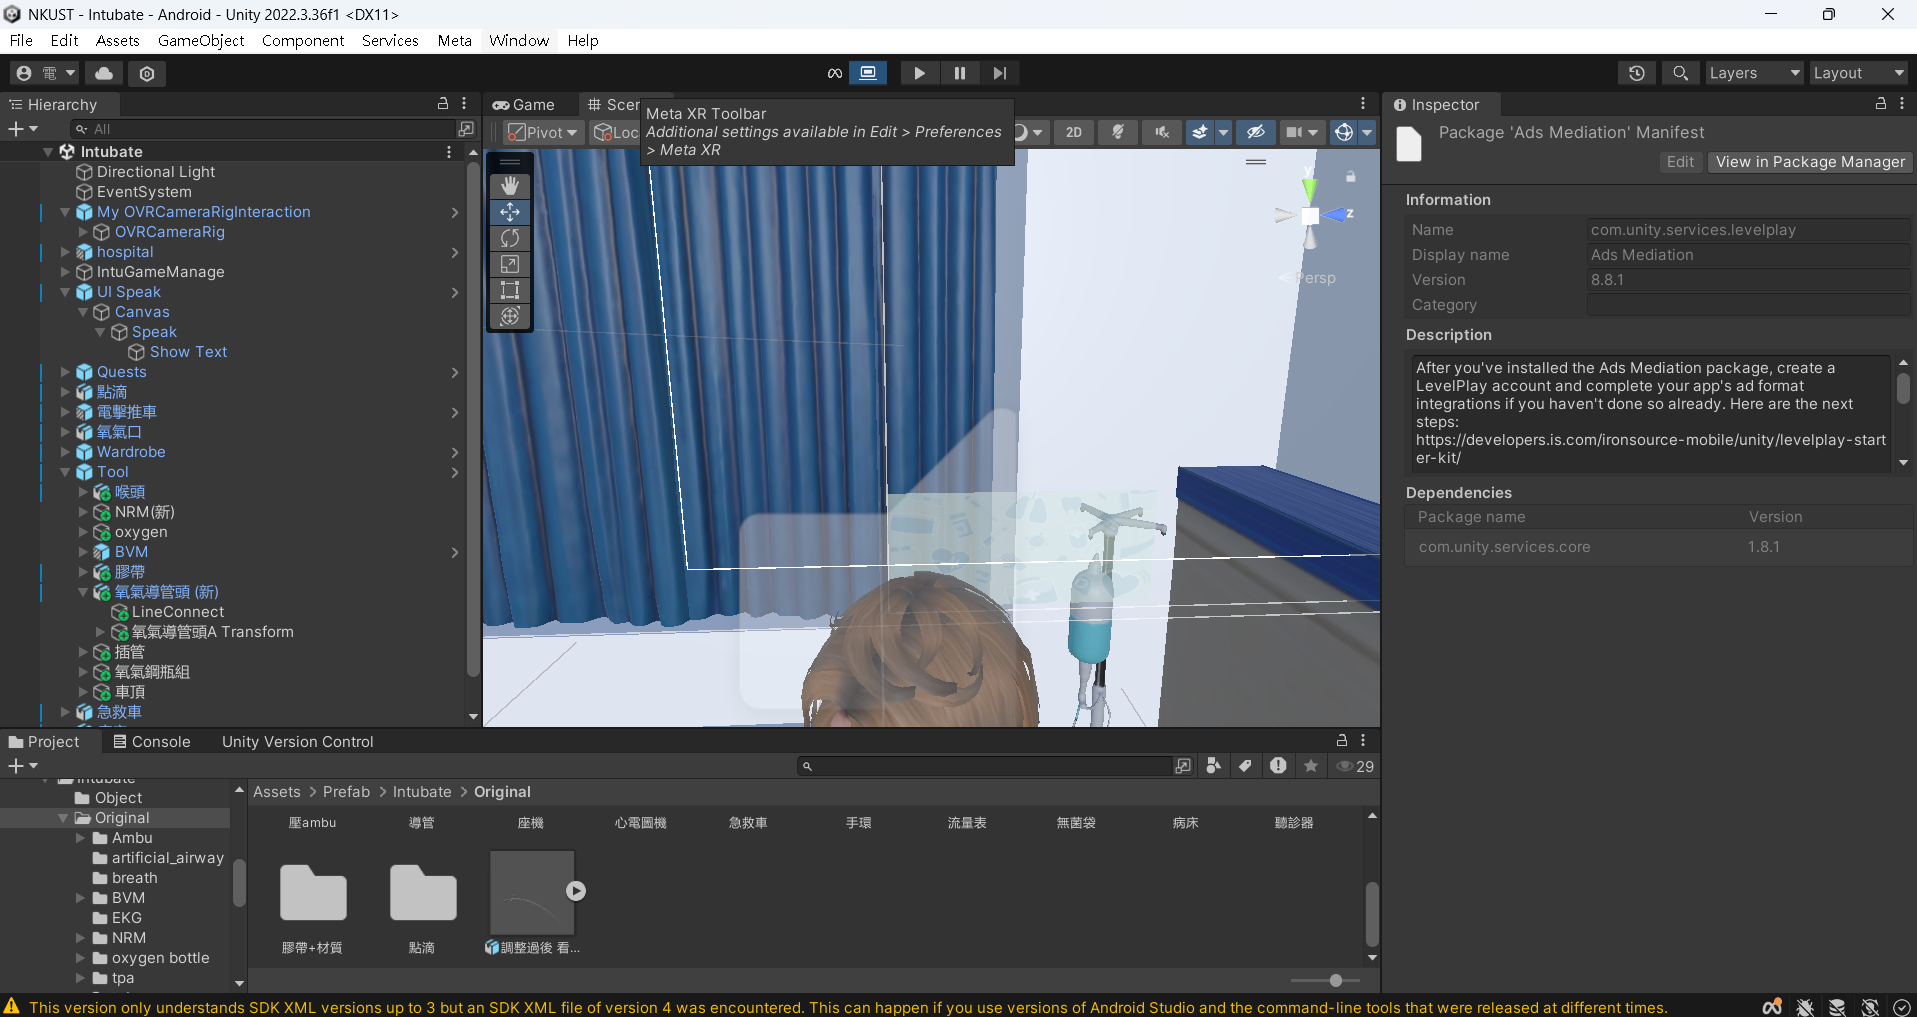 NKUST - Intubate - Android - Unity 2022.3.36f1 <DX11>
File Edit Assets GameObject Component Services Meta Window Help
電
Layers
Layout
Hierarchy
All
Intubate
Directional Light
EventSystem
My OVRCameraRigInteraction
OVRCameraRig
hospital
IntuGameManage
UI Speak
Canvas
Speak
Show Text
Quests
點滴
電擊推車
氧氣口
Wardrobe
Tool
喉頭
NRM(新)
oxygen
BVM
膠帶
氧氣導管頭 (新)
LineConnect
氧氣導管頭A Transform
插管
氧氣鋼瓶組
車頂
急救車
Game
Scer
Meta XR Toolbar
Additional settings available in Edit > Preferences
> Meta XR
Pivot
Loc
2D
y
z
Persp
Inspector
Package 'Ads Mediation' Manifest
Edit
View in Package Manager
Information
Name com.unity.services.levelplay
Display name Ads Mediation
Version 8.8.1
Category
Description
After you've installed the Ads Mediation package, create a
LevelPlay account and complete your app's ad format
integrations if you haven't done so already. Here are the next
steps:
https://developers.is.com/ironsource-mobile/unity/levelplay-start
er-kit/
Dependencies
Package name Version
com.unity.services.core 1.8.1
Project
Console
Unity Version Control
29
Intubate
Object
Original
Ambu
artificial_airway
breath
BVM
EKG
NRM
oxygen bottle
tpa
Assets > Prefab > Intubate > Original
壓ambu
導管
座機
心電圖機
急救車
手環
流量表
無菌袋
病床
聽診器
膠帶+材質
點滴
調整過後 看...
This version only understands SDK XML versions up to 3 but an SDK XML file of version 4 was encountered. This can happen if you use versions of Android Studio and the command-line tools that were released at different times.